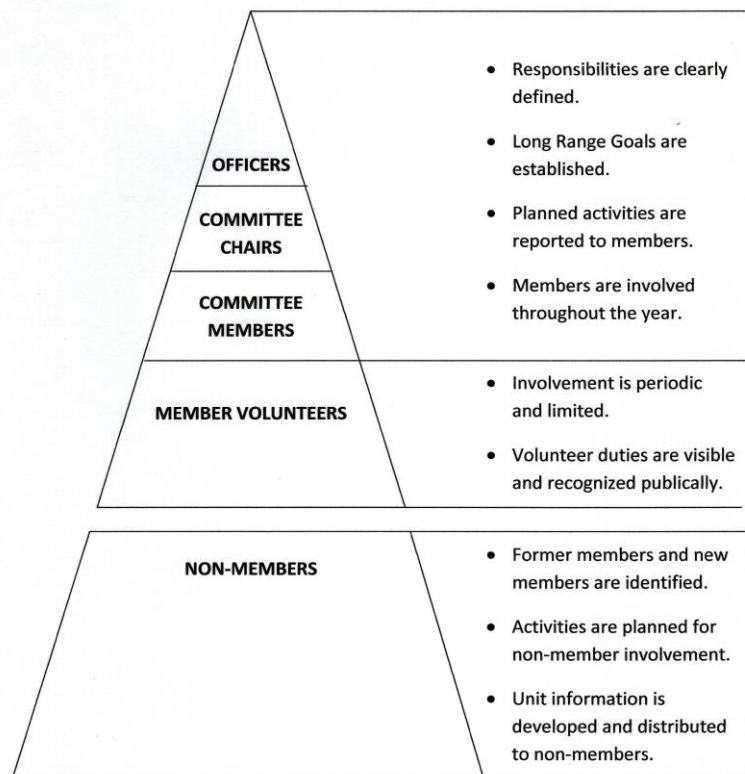 OFFICERS
COMMITTEE
CHAIRS
COMMITTEE
MEMBERS
• Responsibilities are clearly
defined.
• Long Range Goals are
established.
• Planned activities are
reported to members.
• Members are involved
throughout the year.
MEMBER VOLUNTEERS
• Involvement is periodic
and limited.
• Volunteer duties are visible
and recognized publically.
NON-MEMBERS
• Former members and new
members are identified.
• Activities are planned for
non-member involvement.
• Unit information is
developed and distributed
to non-members.